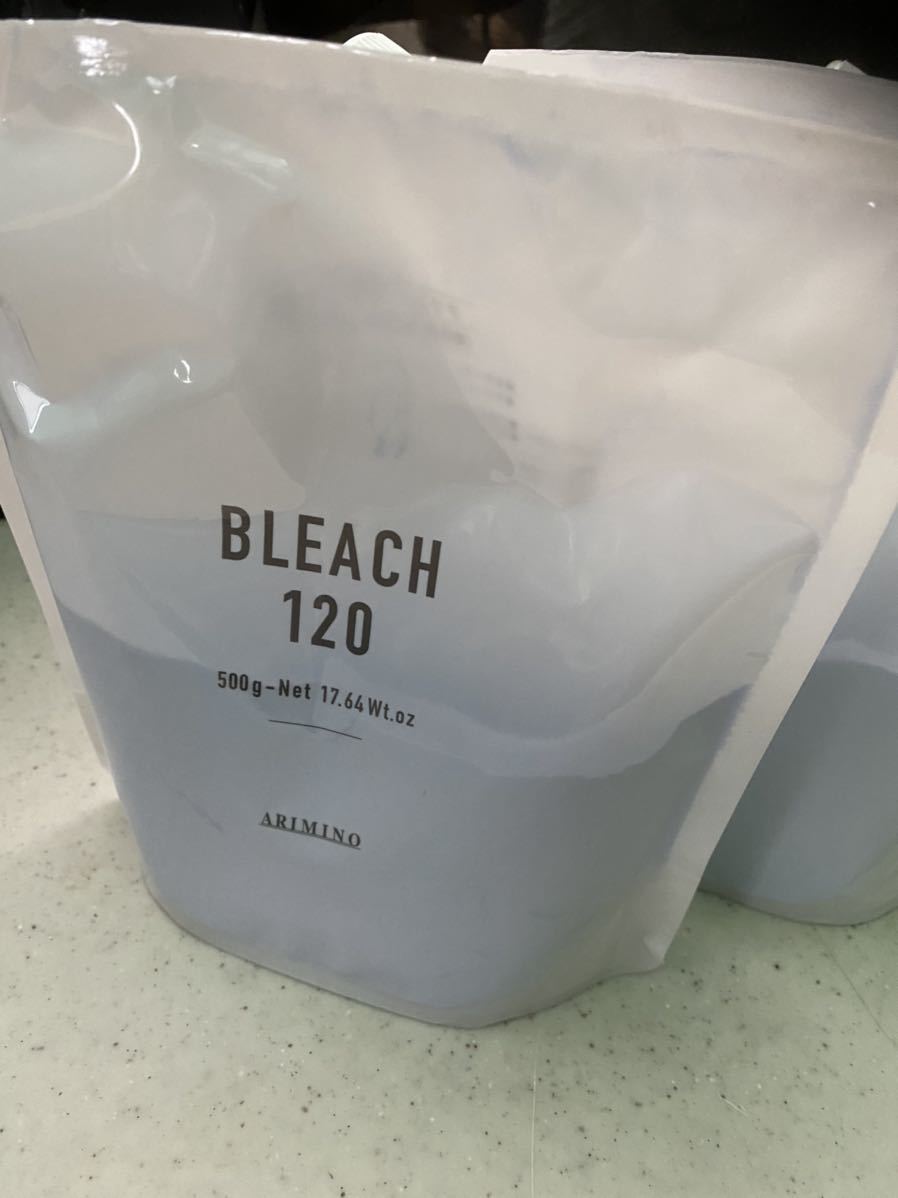 BLEACH
120
500g-Net 17.64Wt.oz
ARIMINO